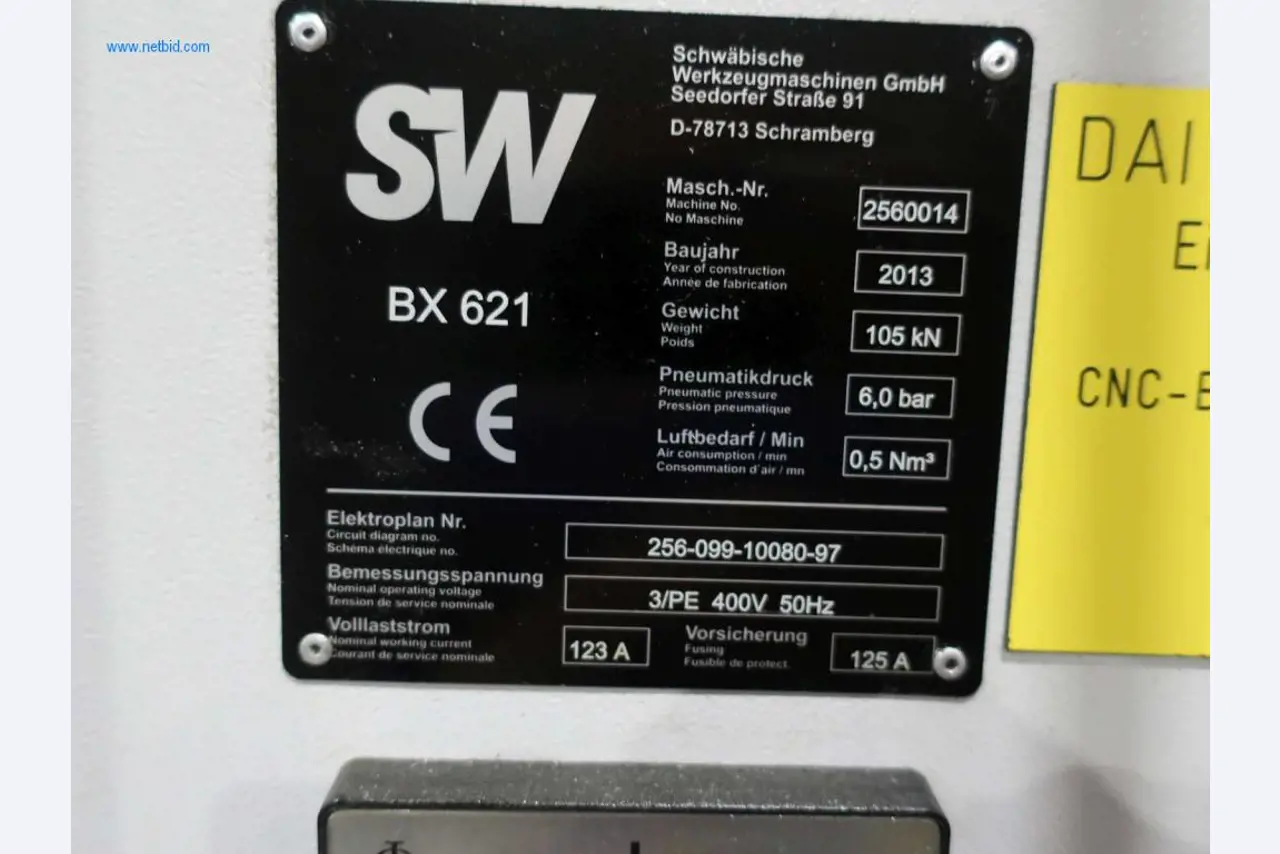 www.netbid.com
SW
BX 621
CE
Schwäbische
Werkzeugmaschinen GmbH
Seedorfer Straße 91
D-78713 Schramberg
Masch.-Nr.
Machine No.
No Maschine
2560014
Baujahr
Year of construction
Année de fabrication
2013
Gewicht
Weight
Poids
105 kN
Pneumatikdruck
Pneumatic pressure
Pression pneumatique
6,0 bar
Luftbedarf / Min
Air consumption / min
Consommation d'air / mn
0,5 Nm³
Elektroplan Nr.
Circuit diagram no.
Schéma électrique no.
256-099-10080-97
Bemessungsspannung
Nominal operating voltage
Tension de service nominale
3/PE 400V 50Hz
Volllaststrom
Nominal working current
Courant de service nominale
123 A
Vorsicherung
Fusing
Fusible de protect.
125 A
DAI
CNC-